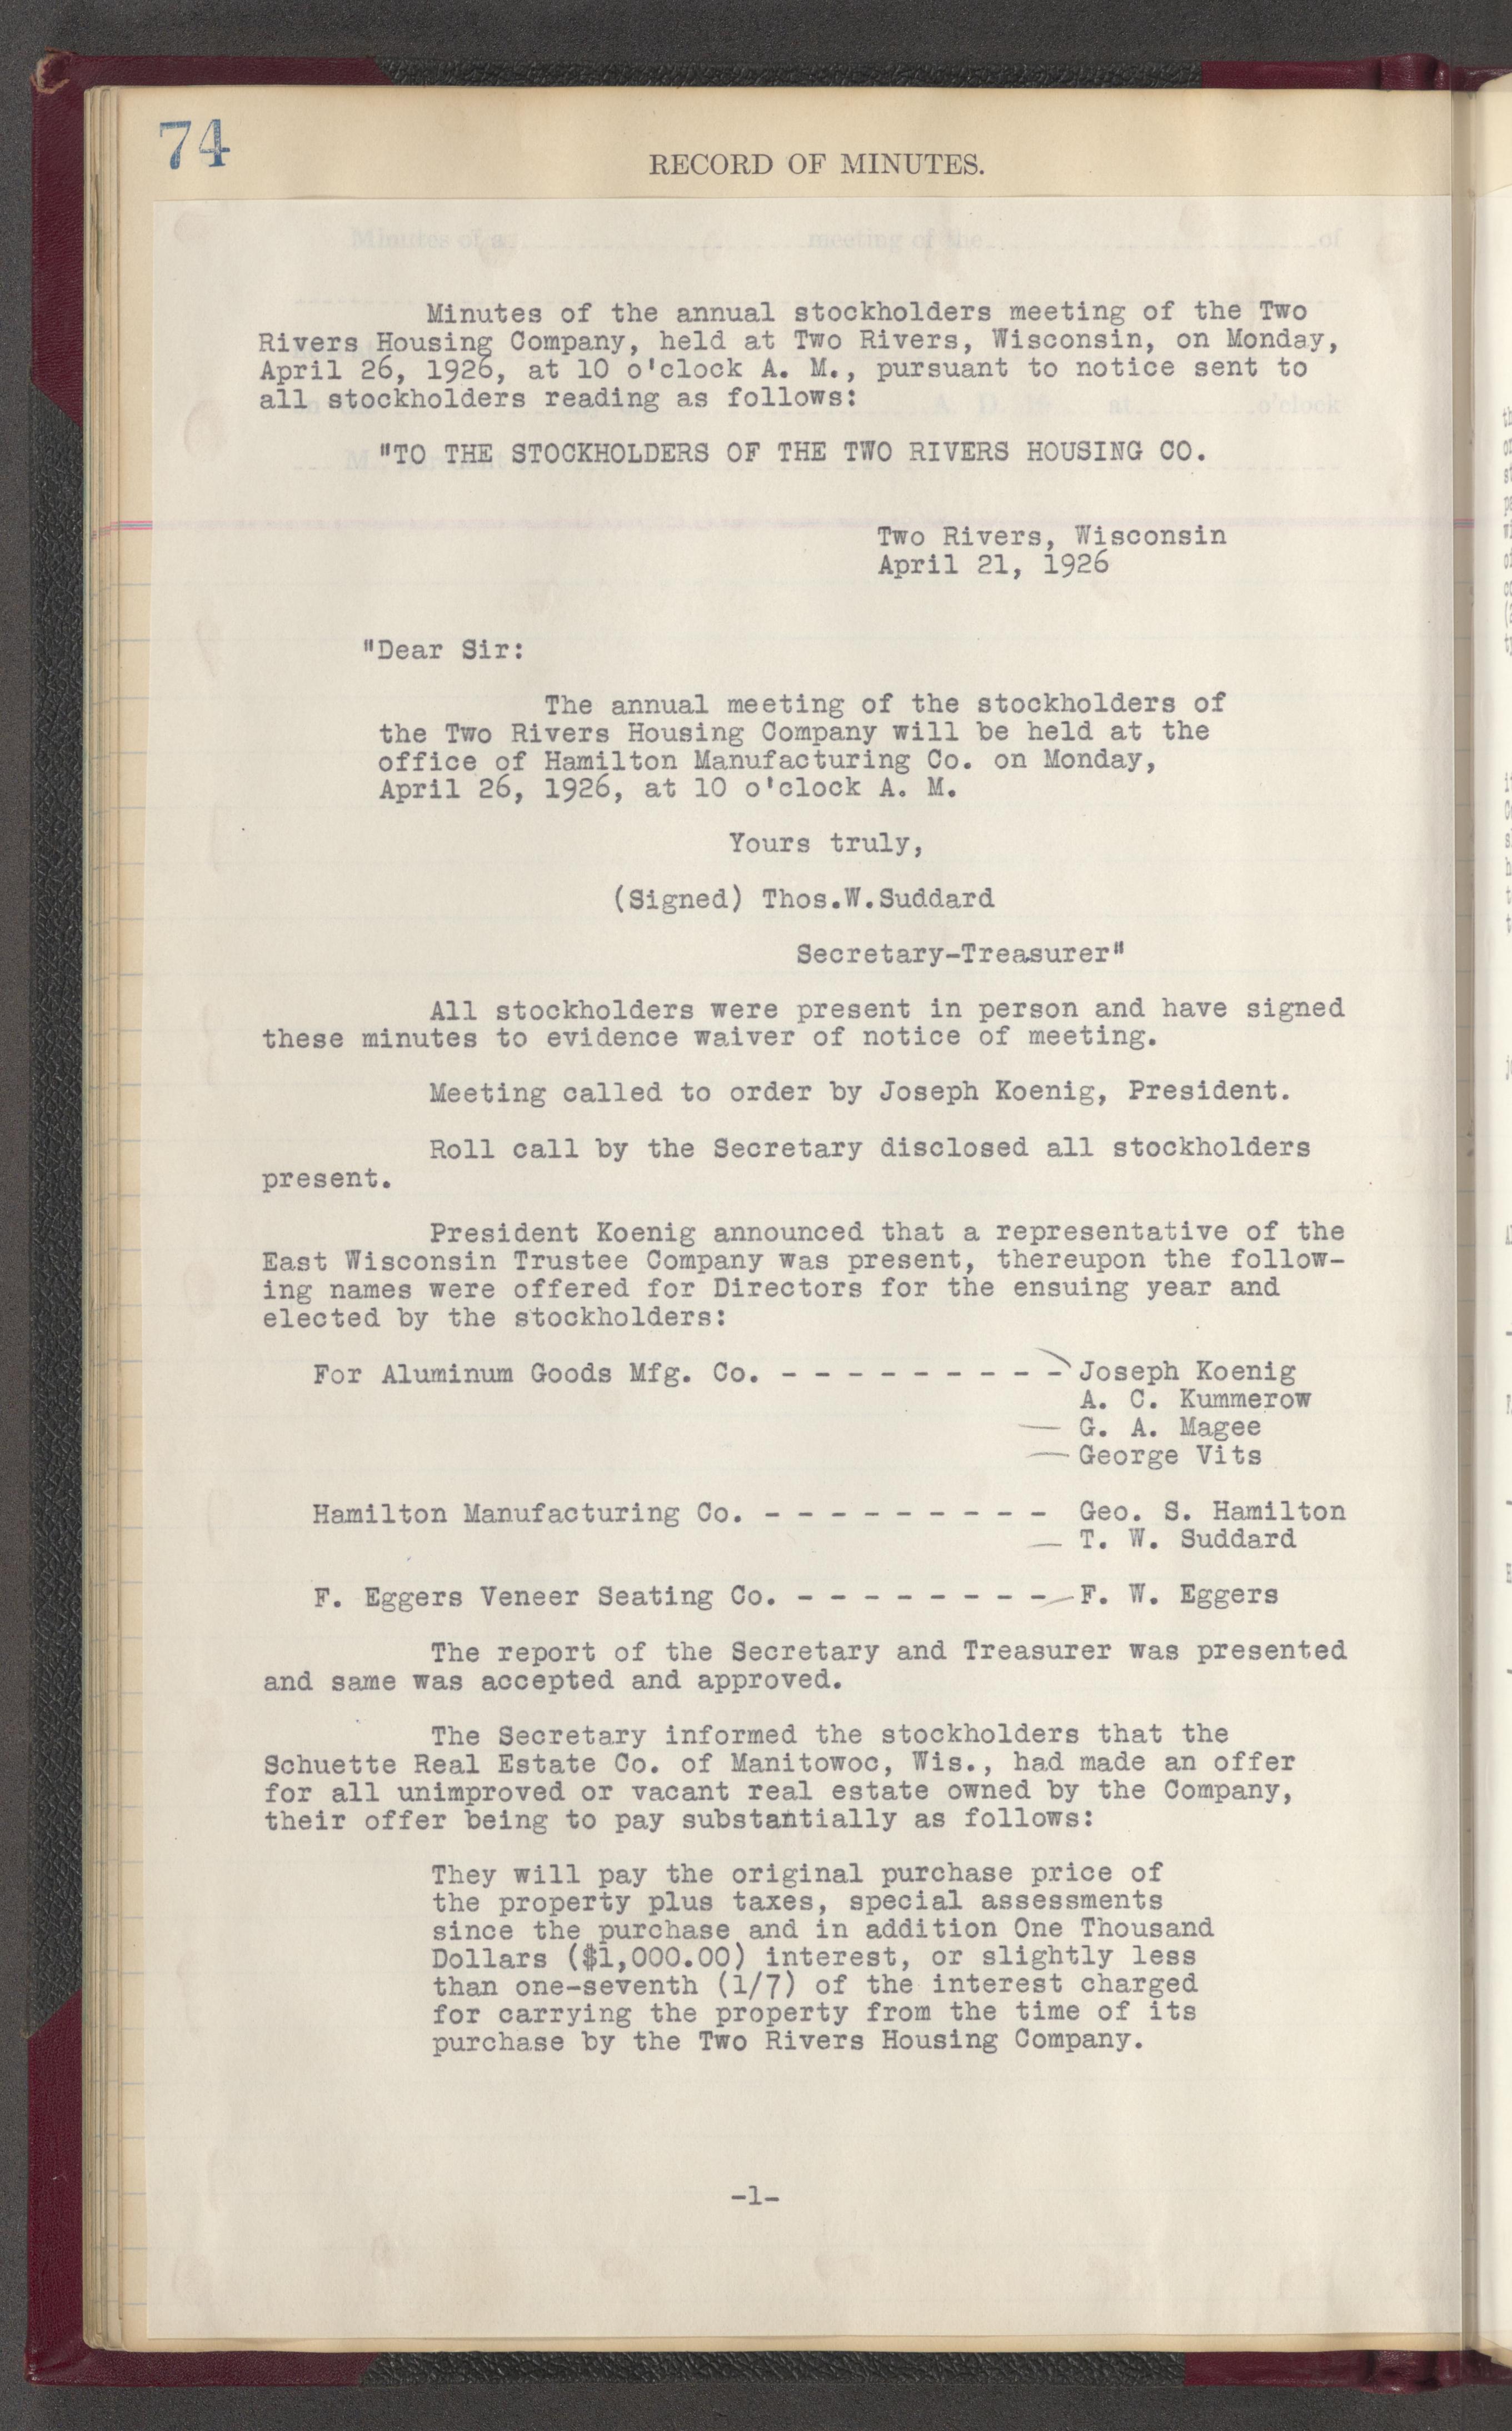 74
RECORD OF MINUTES.
Minutes of a meeting of the of
Minutes of the annual stockholders meeting of the Two
Rivers Housing Company, held at Two Rivers, Wisconsin, on Monday,
April 26, 1926, at 10 o'clock A. M., pursuant to notice sent to
all stockholders reading as follows:
A. D. at o'clock
"TO THE STOCKHOLDERS OF THE TWO RIVERS HOUSING CO.
Two Rivers, Wisconsin
April 21, 1926
"Dear Sir:
The annual meeting of the stockholders of
the Two Rivers Housing Company will be held at the
office of Hamilton Manufacturing Co. on Monday,
April 26, 1926, at 10 o'clock A. M.
Yours truly,
(Signed) Thos.W.Suddard
Secretary-Treasurer"
All stockholders were present in person and have signed
these minutes to evidence waiver of notice of meeting.
Meeting called to order by Joseph Koenig, President.
Roll call by the Secretary disclosed all stockholders
present.
President Koenig announced that a representative of the
East Wisconsin Trustee Company was present, thereupon the follow-
ing names were offered for Directors for the ensuing year and
elected by the stockholders:
For Aluminum Goods Mfg. Co. - - - - - - - - - - Joseph Koenig
A. C. Kummerow
G. A. Magee
George Vits
Hamilton Manufacturing Co. - - - - - - - - - Geo. S. Hamilton
T. W. Suddard
F. Eggers Veneer Seating Co. - - - - - - - - - F. W. Eggers
The report of the Secretary and Treasurer was presented
and same was accepted and approved.
The Secretary informed the stockholders that the
Schuette Real Estate Co. of Manitowoc, Wis., had made an offer
for all unimproved or vacant real estate owned by the Company,
their offer being to pay substantially as follows:
They will pay the original purchase price of
the property plus taxes, special assessments
since the purchase and in addition One Thousand
Dollars ($1,000.00) interest, or slightly less
than one-seventh (1/7) of the interest charged
for carrying the property from the time of its
purchase by the Two Rivers Housing Company.
-1-